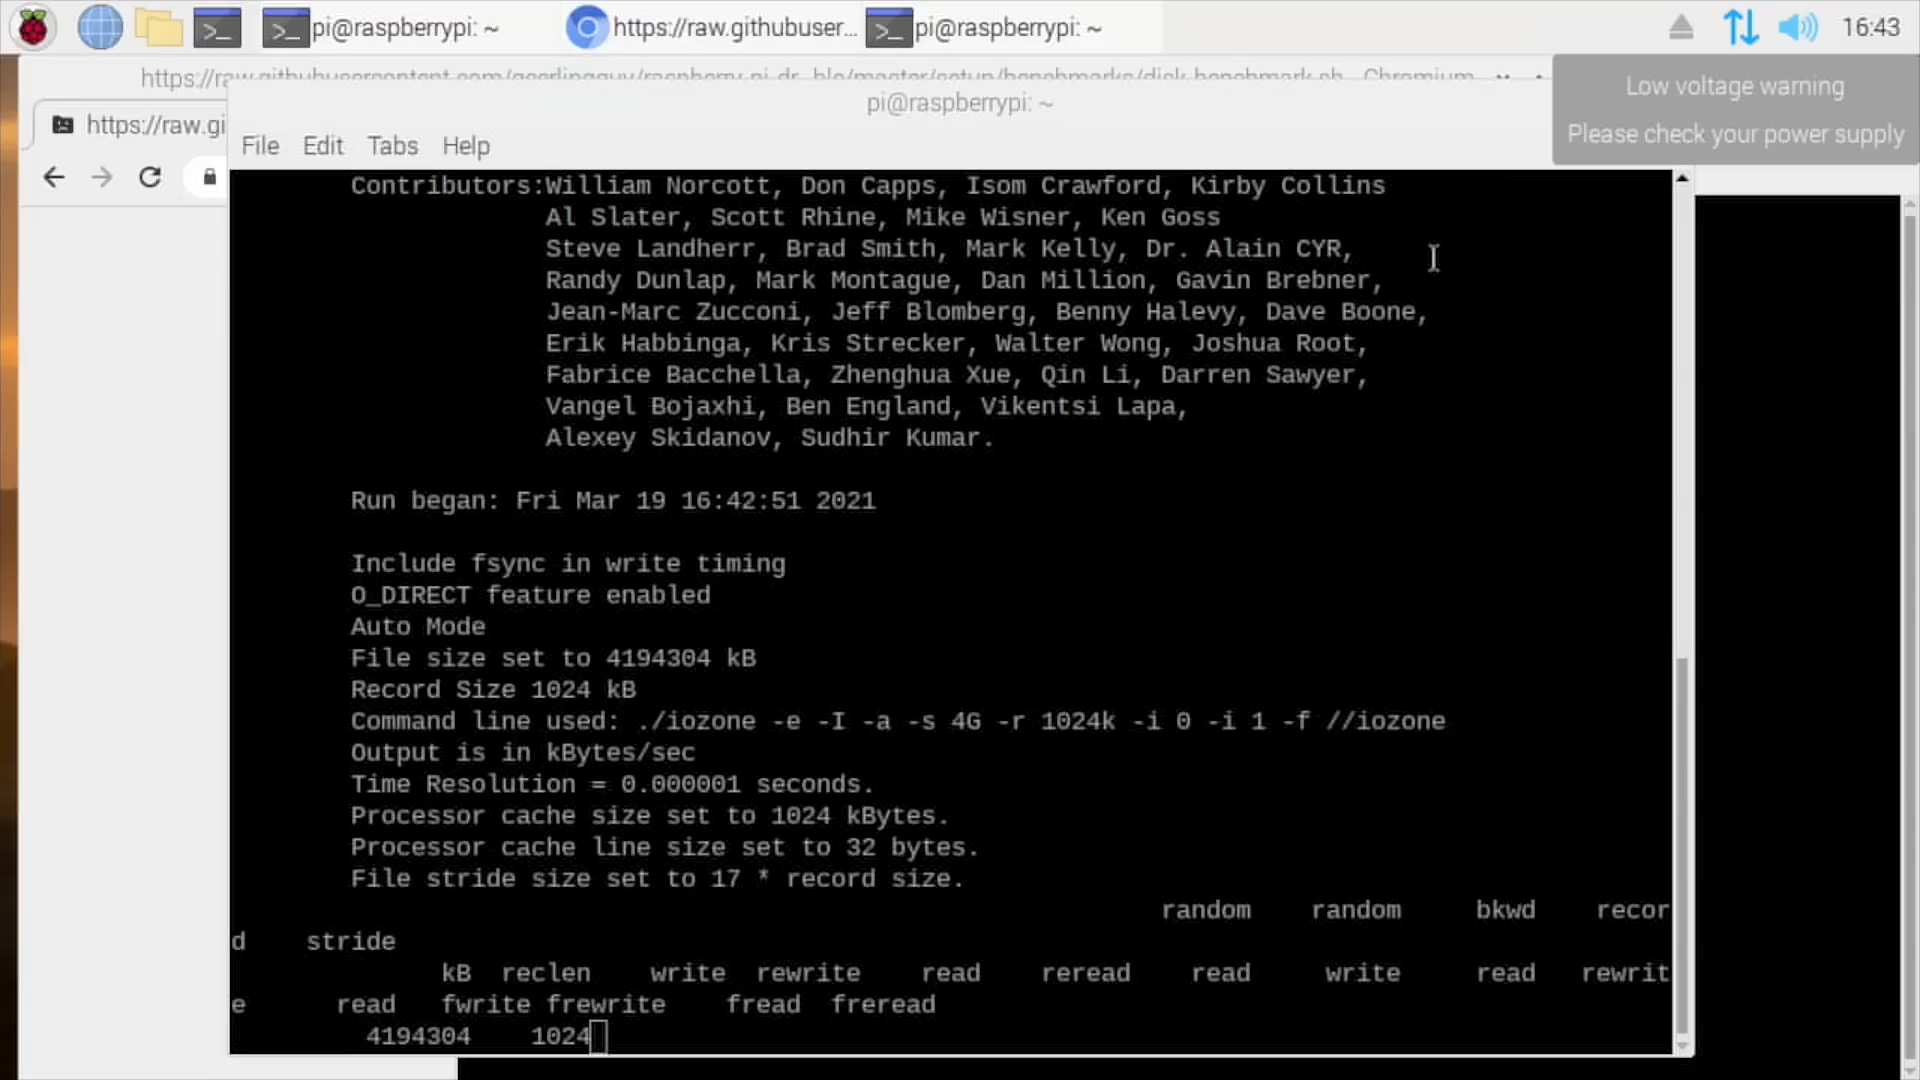 pi@raspberrypi: ~
https://raw.githubuser...
pi@raspberrypi: ~
16:43
https://raw.githubusercontent.com/geerlingguy/raspberry-pi-dr /master/setup/benchmarks/disk-benchmark.sh - Chromium
Low voltage warning
Please check your power supply
pi@raspberrypi: ~
https://raw.gi
File Edit Tabs Help
Contributors:William Norcott, Don Capps, Isom Crawford, Kirby Collins
Al Slater, Scott Rhine, Mike Wisner, Ken Goss
Steve Landherr, Brad Smith, Mark Kelly, Dr. Alain CYR,
Randy Dunlap, Mark Montague, Dan Million, Gavin Brebner,
Jean-Marc Zucconi, Jeff Blomberg, Benny Halevy, Dave Boone,
Erik Habbinga, Kris Strecker, Walter Wong, Joshua Root,
Fabrice Bacchella, Zhenghua Xue, Qin Li, Darren Sawyer,
Vangel Bojaxhi, Ben England, Vikentsi Lapa,
Alexey Skidanov, Sudhir Kumar.
Run began: Fri Mar 19 16:42:51 2021
Include fsync in write timing
O_DIRECT feature enabled
Auto Mode
File size set to 4194304 kB
Record Size 1024 kB
Command line used: ./iozone -e -I -a -s 4G -r 1024k -i 0 -i 1 -f //iozone
Output is in kBytes/sec
Time Resolution = 0.000001 seconds.
Processor cache size set to 1024 kBytes.
Processor cache line size set to 32 bytes.
File stride size set to 17 * record size.
random random bkwd recor
d stride
kB reclen write rewrite read reread read write read rewrit
e read fwrite frewrite fread freread
4194304 1024